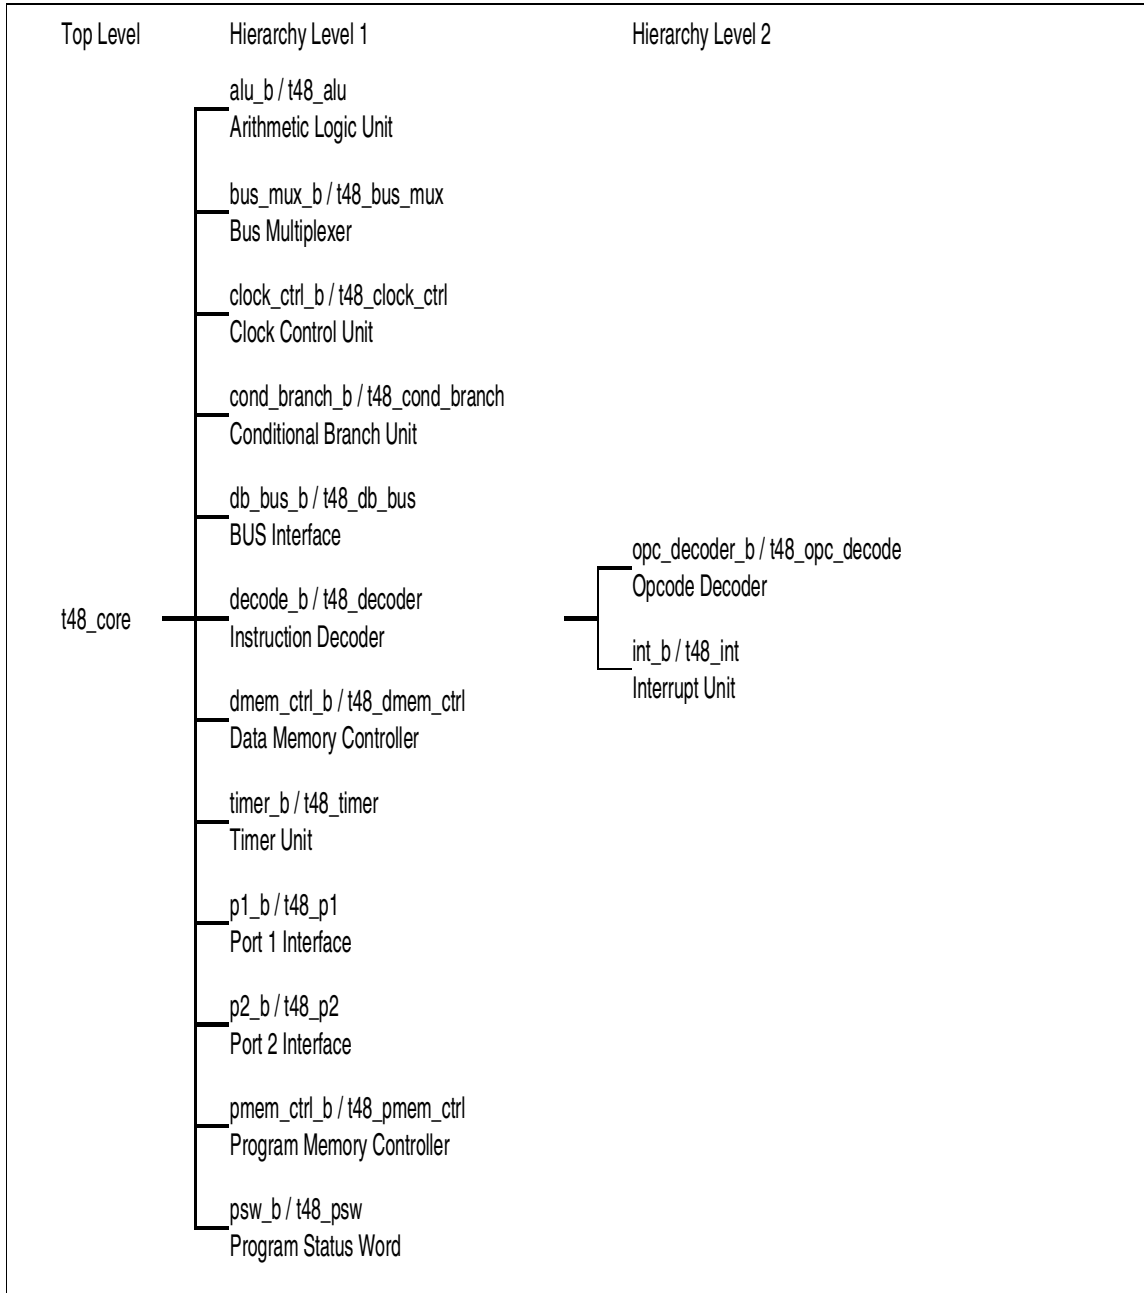 Top Level
Hierarchy Level 1
Hierarchy Level 2
t48_core
alu_b / t48_alu
Arithmetic Logic Unit
bus_mux_b / t48_bus_mux
Bus Multiplexer
clock_ctrl_b / t48_clock_ctrl
Clock Control Unit
cond_branch_b / t48_cond_branch
Conditional Branch Unit
db_bus_b / t48_db_bus
BUS Interface
decode_b / t48_decoder
Instruction Decoder
opc_decoder_b / t48_opc_decode
Opcode Decoder
int_b / t48_int
Interrupt Unit
dmem_ctrl_b / t48_dmem_ctrl
Data Memory Controller
timer_b / t48_timer
Timer Unit
p1_b / t48_p1
Port 1 Interface
p2_b / t48_p2
Port 2 Interface
pmem_ctrl_b / t48_pmem_ctrl
Program Memory Controller
psw_b / t48_psw
Program Status Word